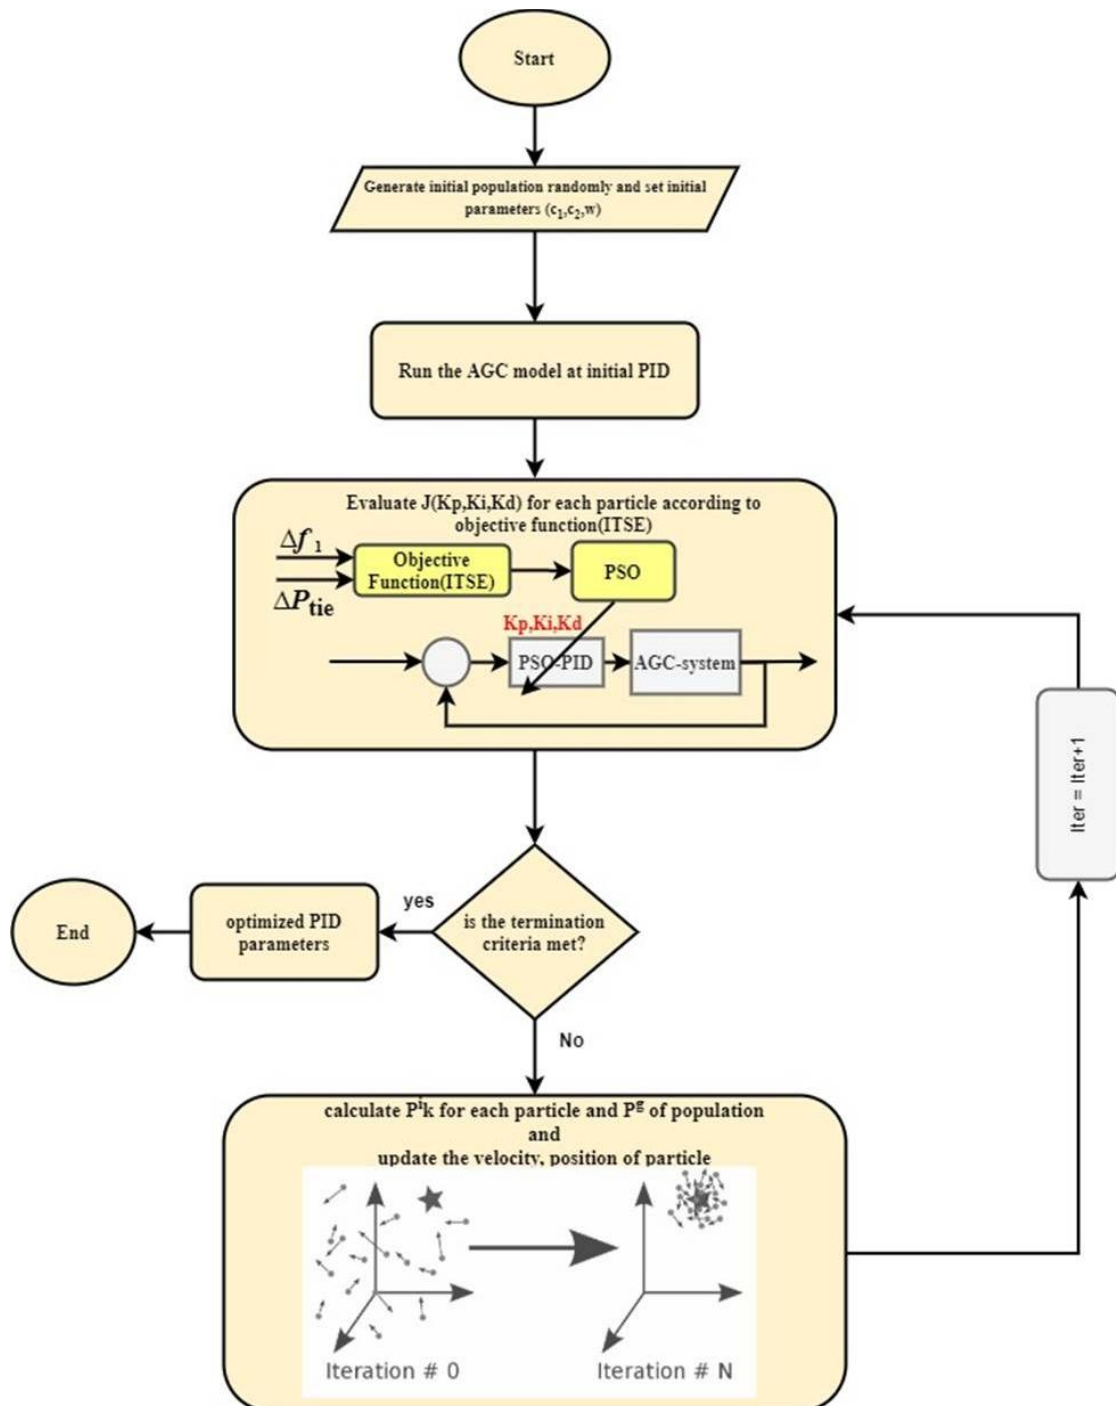 Start
Generate initial population randomly and set initial
parameters (c₁,c₂,w)
Run the AGC model at initial PID
Evaluate J(Kp,Ki,Kd) for each particle according to
objective function(ITSE)
Δf₁
ΔP_tie
Objective
Function(ITSE)
PSO
Kp,Ki,Kd
PSO-PID
AGC-system
Iter = Iter+1
is the termination
criteria met?
yes
optimized PID
parameters
End
No
calculate Pⁱk for each particle and Pᵍ of population
and
update the velocity, position of particle
Iteration # 0
Iteration # N